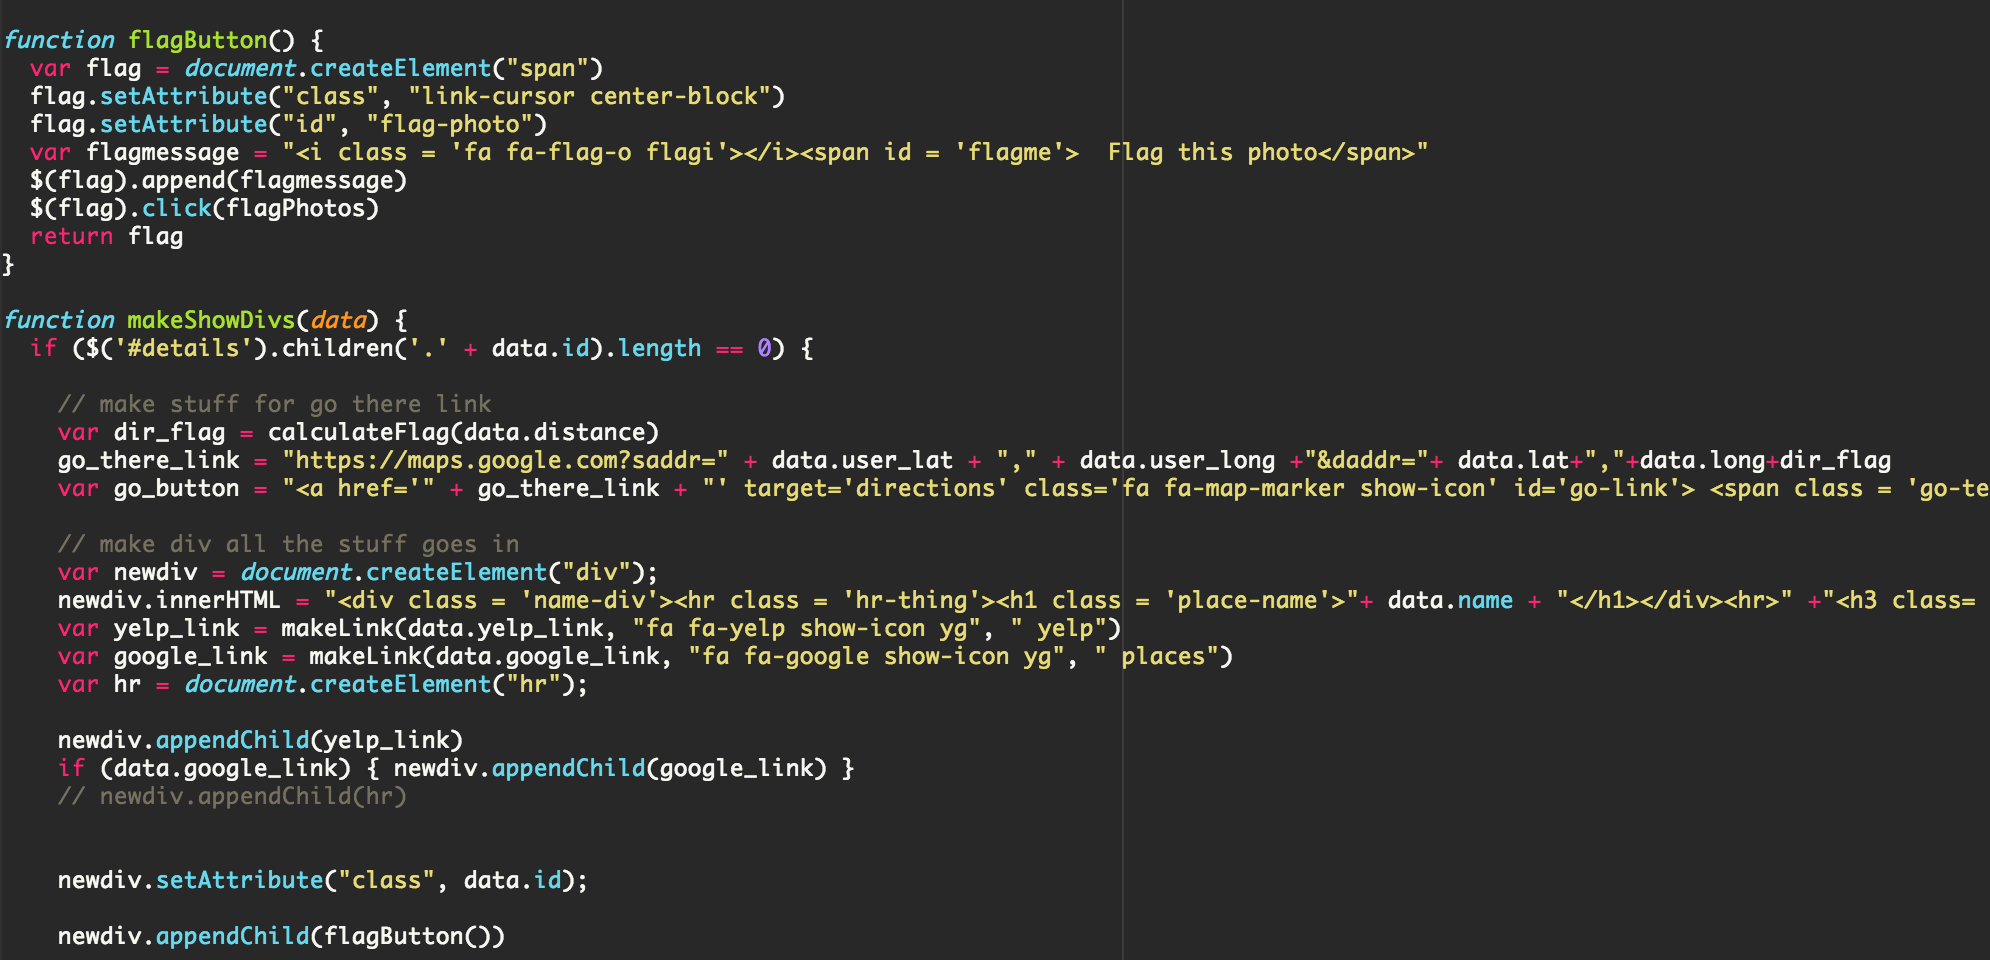 function flagButton() {
  var flag = document.createElement("span")
  flag.setAttribute("class", "link-cursor center-block")
  flag.setAttribute("id", "flag-photo")
  var flagmessage = "<i class = 'fa fa-flag-o flagi'></i><span id = 'flagme'>  Flag this photo</span>"
  $(flag).append(flagmessage)
  $(flag).click(flagPhotos)
  return flag
}
function makeShowDivs(data) {
  if ($('#details').children('.' + data.id).length == 0) {
    // make stuff for go there link
    var dir_flag = calculateFlag(data.distance)
    go_there_link = "https://maps.google.com?saddr=" + data.user_lat + "," + data.user_long +"&daddr="+ data.lat+","+data.long+dir_flag
    var go_button = "<a href='" + go_there_link + "' target='directions' class='fa fa-map-marker show-icon' id='go-link'> <span class = 'go-te
    // make div all the stuff goes in
    var newdiv = document.createElement("div");
    newdiv.innerHTML = "<div class = 'name-div'><hr class = 'hr-thing'><h1 class = 'place-name'>"+ data.name + "</h1></div><hr>" +"<h3 class=
    var yelp_link = makeLink(data.yelp_link, "fa fa-yelp show-icon yg", " yelp")
    var google_link = makeLink(data.google_link, "fa fa-google show-icon yg", " places")
    var hr = document.createElement("hr");
    newdiv.appendChild(yelp_link)
    if (data.google_link) { newdiv.appendChild(google_link) }
    // newdiv.appendChild(hr)
    newdiv.setAttribute("class", data.id);
    newdiv.appendChild(flagButton())